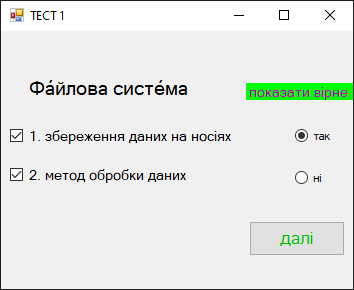 ТЕСТ 1
Фа́йлова систе́ма
показати вірне
1. збереження даних на носіях
так
2. метод обробки даних
ні
далі